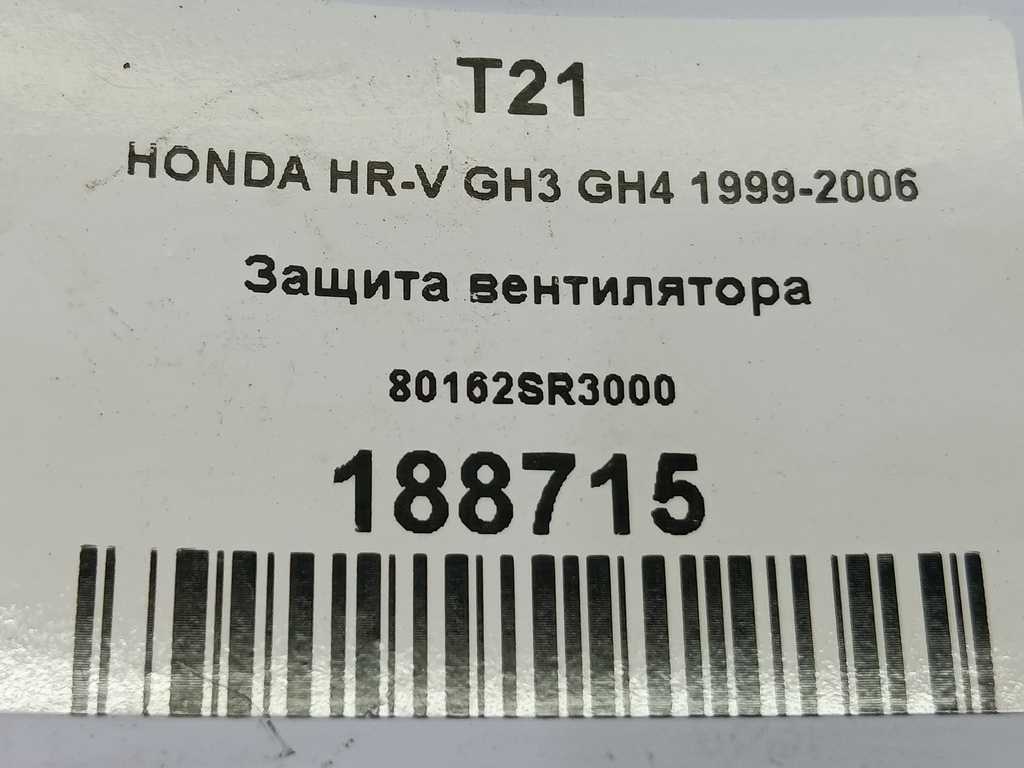 T21
HONDA HR-V GH3 GH4 1999-2006
Защита вентилятора
80162SR3000
188715